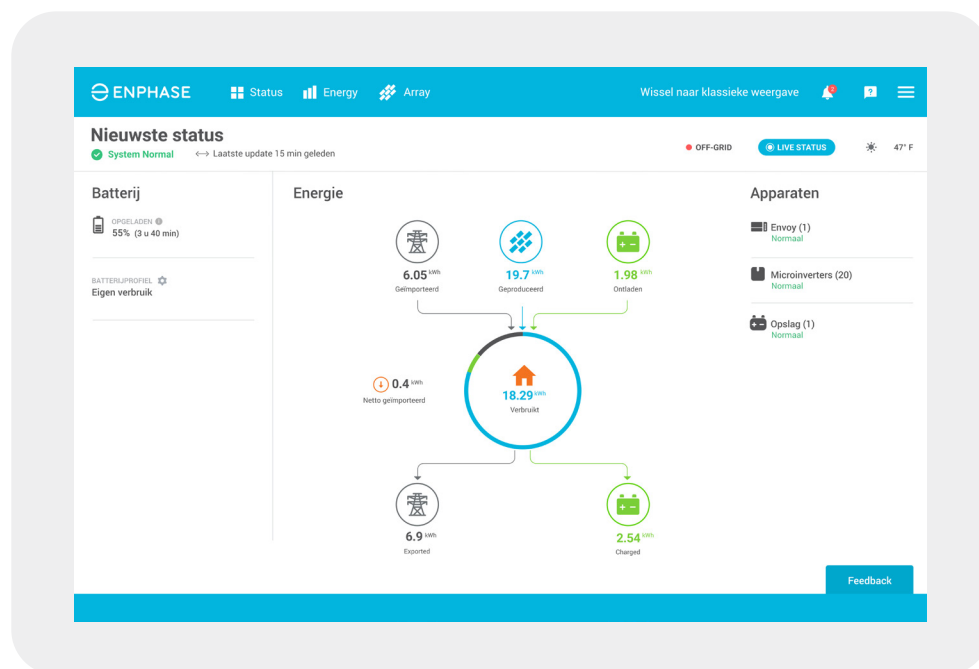 ENPHASE
Status
Energy
Array
Wissel naar klassieke weergave
2
?
Nieuwste status
System Normal
Laatste update 15 min geleden
OFF-GRID
LIVE STATUS
47° F
Batterij
OPGELADEN
55% (3 u 40 min)
BATTERIJPROFIEL
Eigen verbruik
Energie
6.05 kWh
Geïmporteerd
19.7 kWh
Geproduceerd
1.98 kWh
Ontladen
0.4 kWh
Netto geïmporteerd
18.29 kWh
Verbruikt
6.9 kWh
Exported
2.54 kWh
Charged
Apparaten
Envoy (1)
Normaal
Microinverters (20)
Normaal
Opslag (1)
Normaal
Feedback